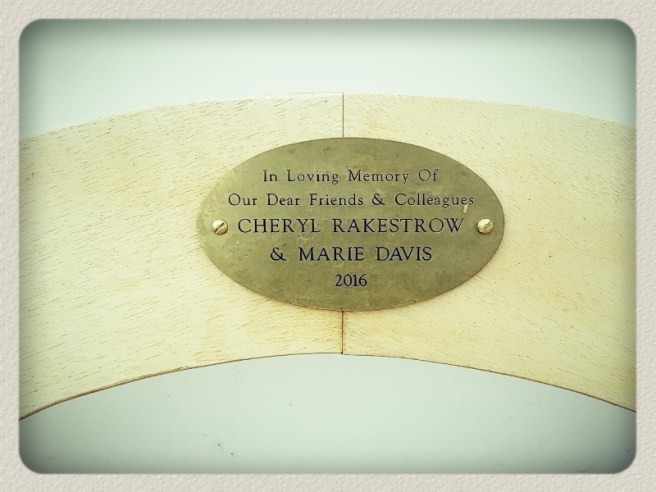 In Loving Memory Of
Our Dear Friends & Colleagues
CHERYL RAKESTROW
& MARIE DAVIS
2016